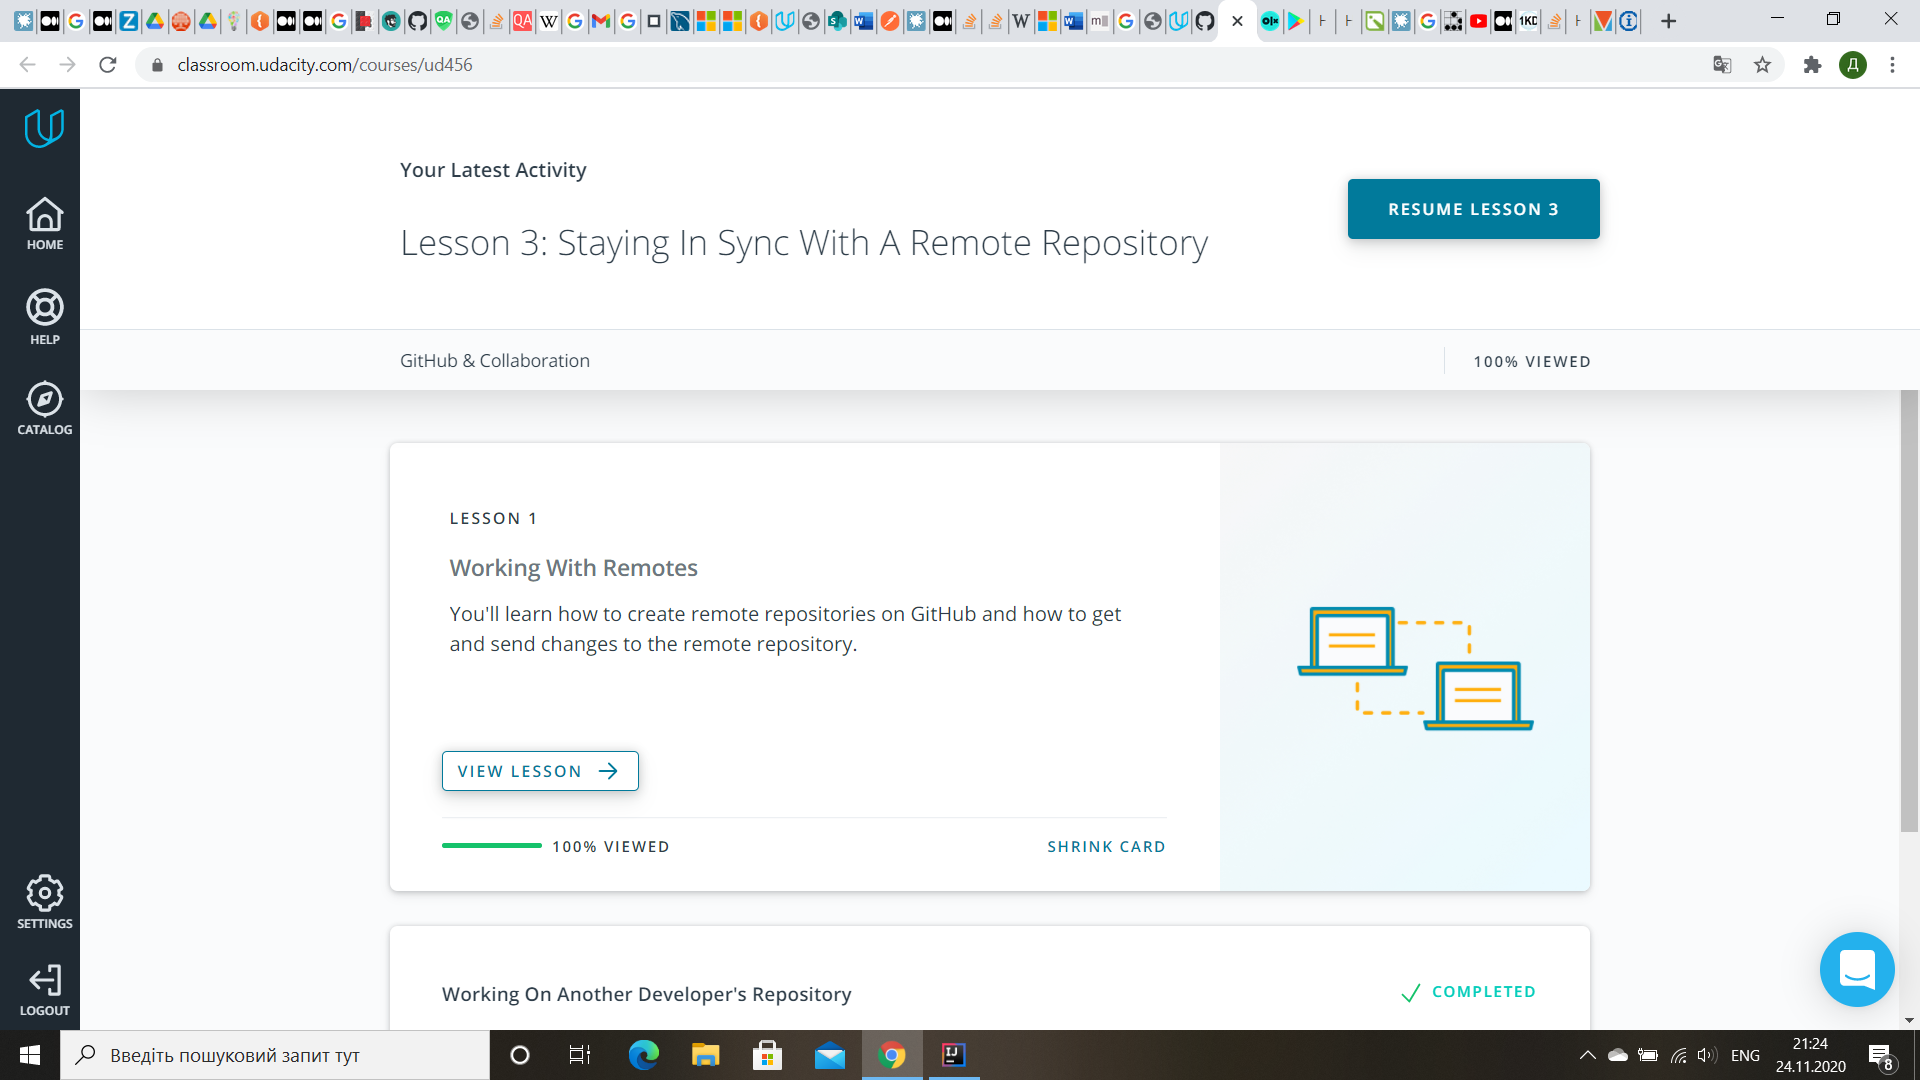 classroom.udacity.com/courses/ud456
Д
HOME
HELP
CATALOG
SETTINGS
LOGOUT
Your Latest Activity
Lesson 3: Staying In Sync With A Remote Repository
RESUME LESSON 3
GitHub & Collaboration
100% VIEWED
LESSON 1
Working With Remotes
You'll learn how to create remote repositories on GitHub and how to get
and send changes to the remote repository.
VIEW LESSON
100% VIEWED
SHRINK CARD
Working On Another Developer's Repository
COMPLETED
Введіть пошуковий запит тут
ENG
21:24
24.11.2020
8